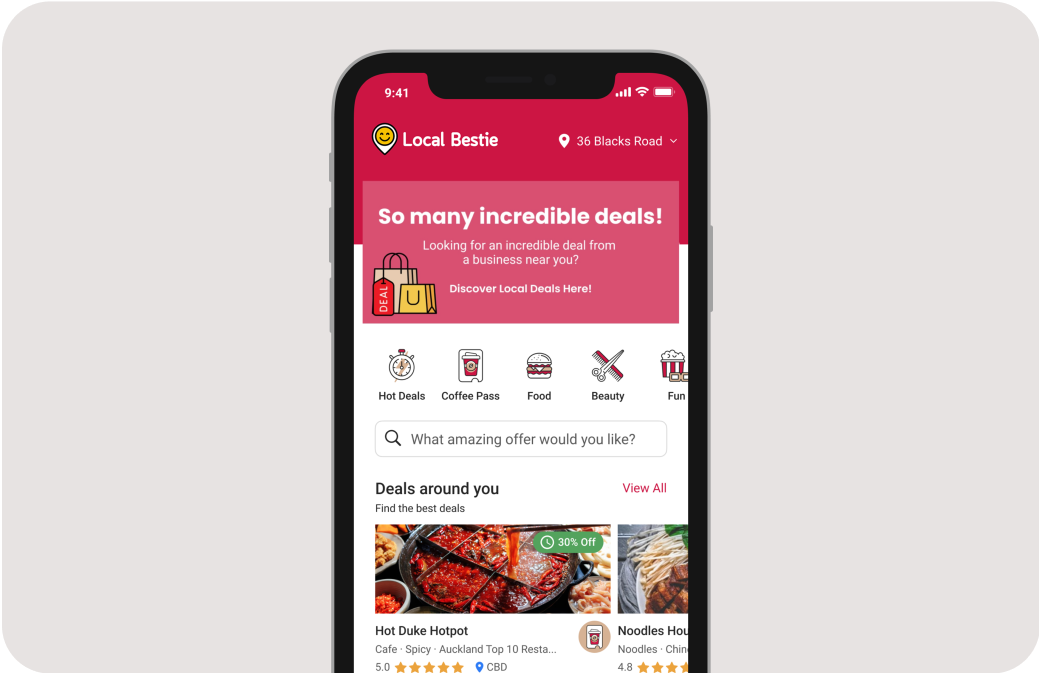 9:41
Local Bestie
36 Blacks Road
So many incredible deals!
Looking for an incredible deal from
a business near you?
Discover Local Deals Here!
DEAL
U
Hot Deals
Coffee Pass
Food
Beauty
Fun
What amazing offer would you like?
Deals around you
View All
Find the best deals
30% Off
Hot Duke Hotpot
Noodles Hou
Cafe · Spicy · Auckland Top 10 Resta...
Noodles · Chin
5.0
CBD
4.8